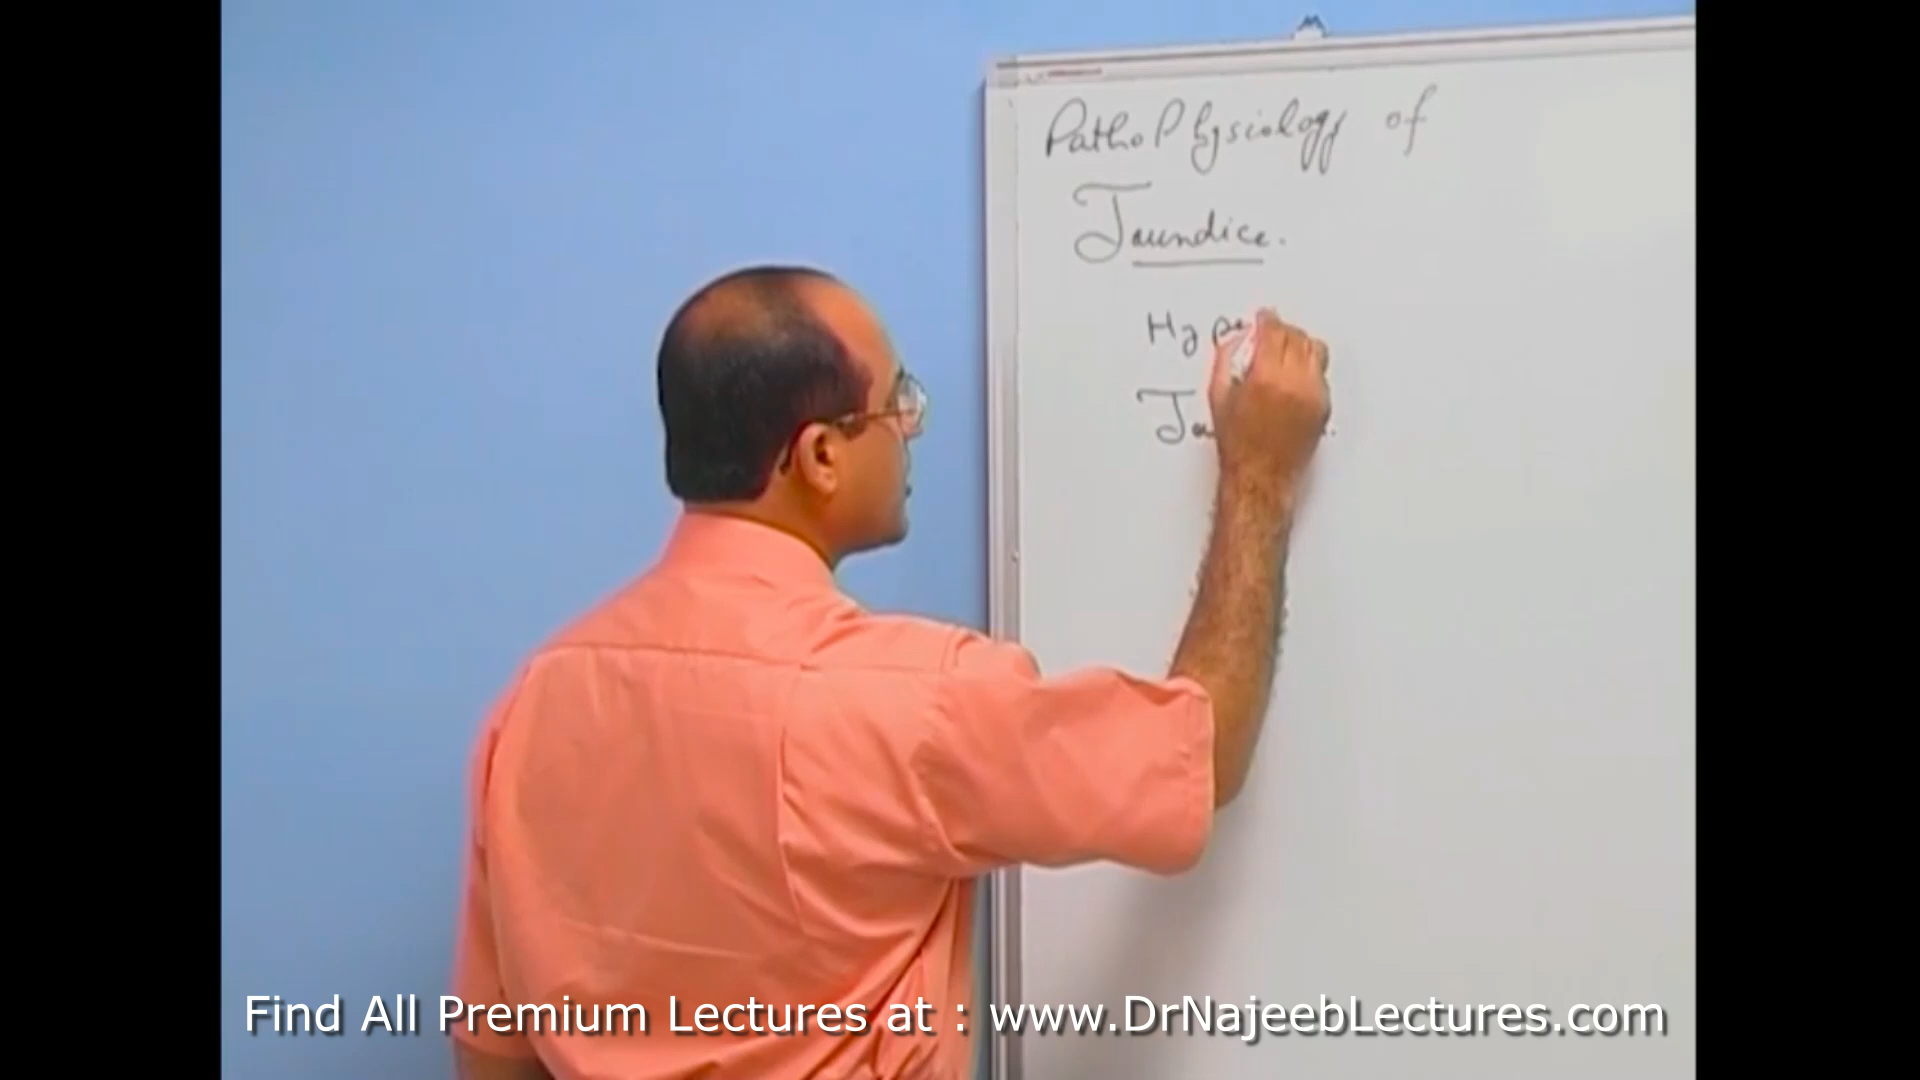 PathoPhysiology of
Jaundice.
Find All Premium Lectures at : www.DrNajeebLectures.com